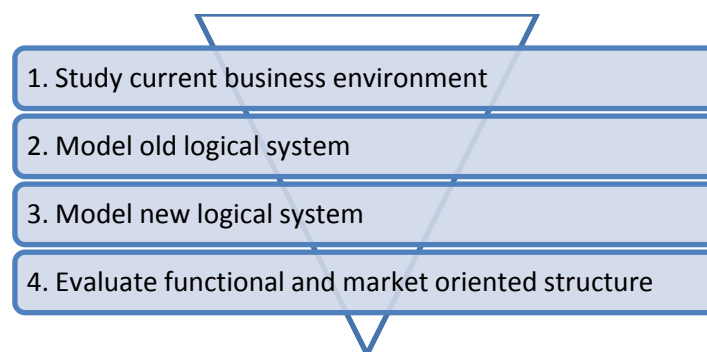 1. Study current business environment
2. Model old logical system
3. Model new logical system
4. Evaluate functional and market oriented structure